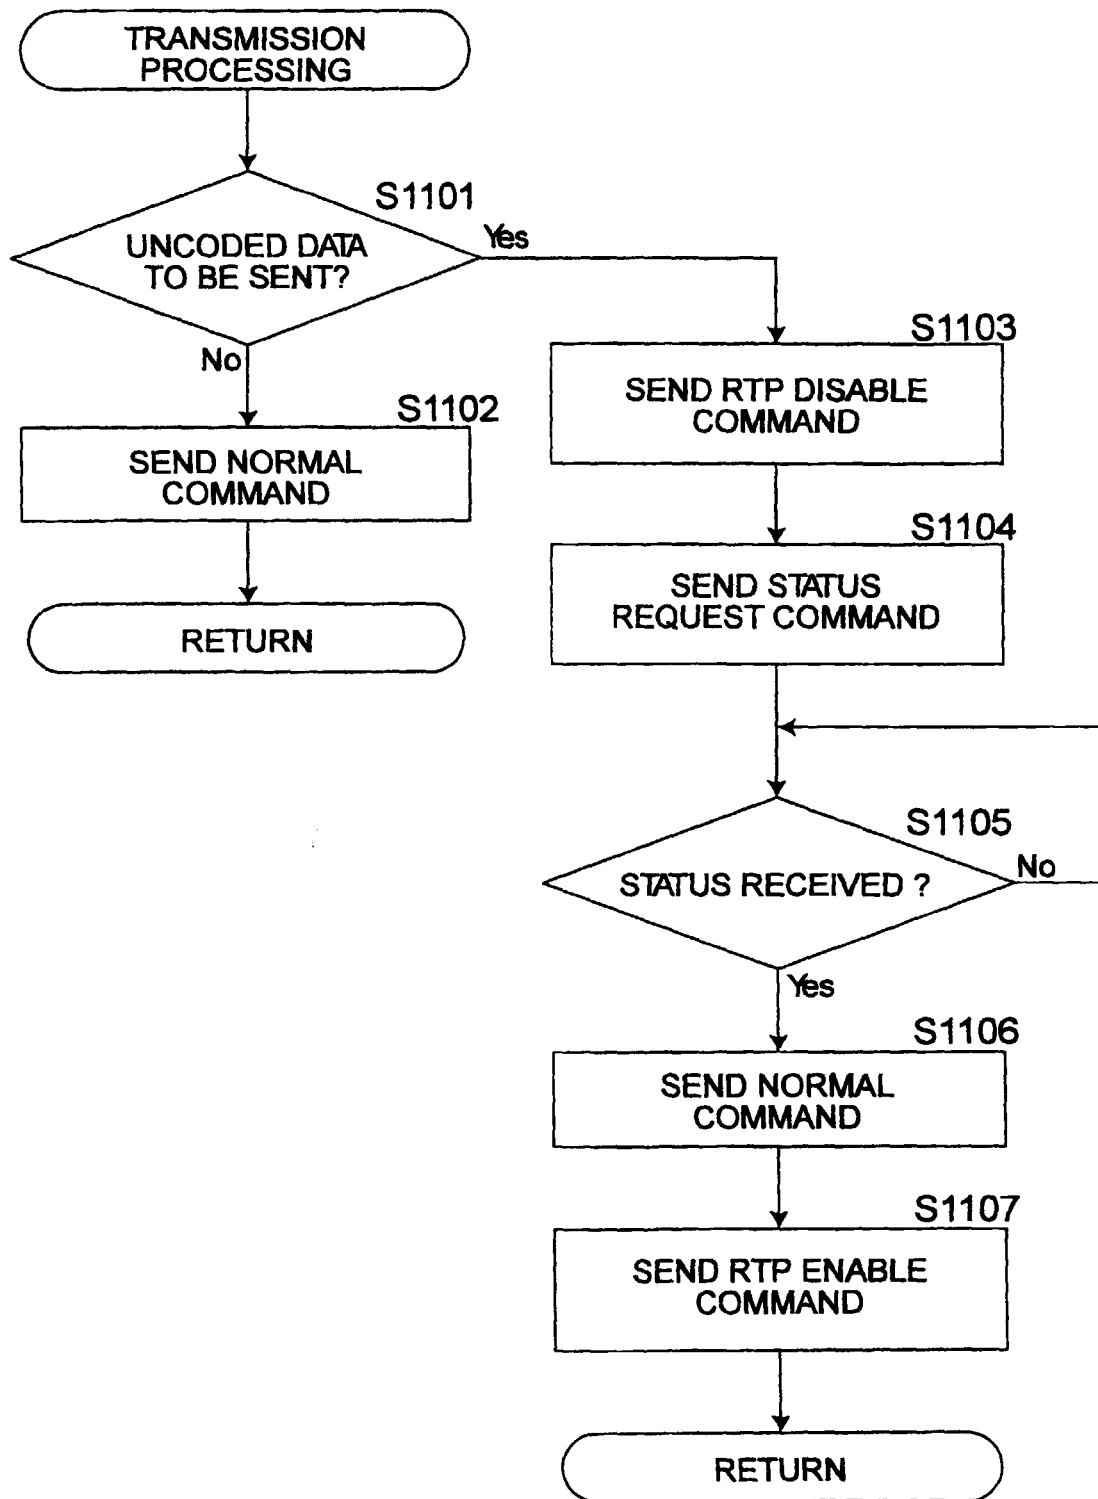 TRANSMISSION
PROCESSING
S1101
UNCODED DATA
TO BE SENT?
Yes
No
S1102
SEND NORMAL
COMMAND
RETURN
S1103
SEND RTP DISABLE
COMMAND
S1104
SEND STATUS
REQUEST COMMAND
S1105
STATUS RECEIVED ?
No
Yes
S1106
SEND NORMAL
COMMAND
S1107
SEND RTP ENABLE
COMMAND
RETURN